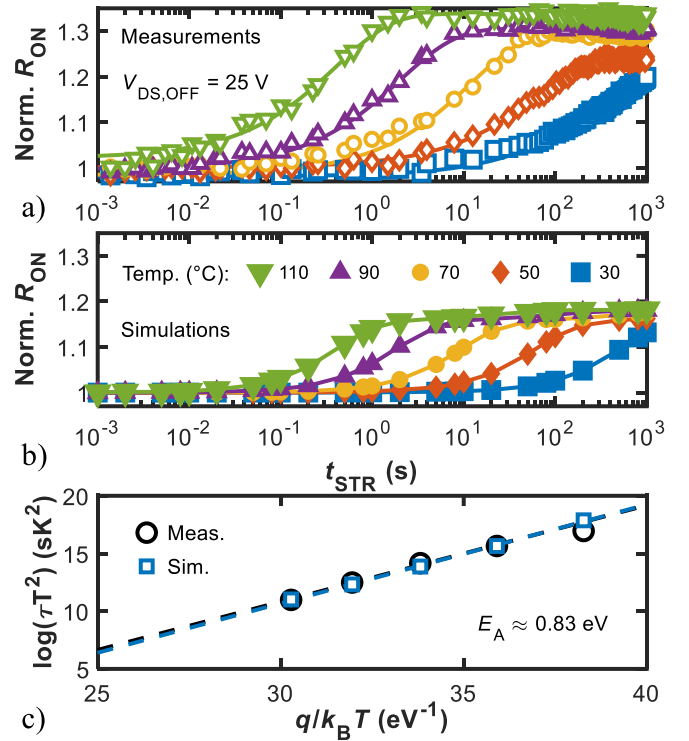 Norm. R_ON
1.3
1.2
1.1
1
Measurements
V_DS,OFF = 25 V
a)
10^-3 10^-2 10^-1 10^0 10^1 10^2 10^3
Norm. R_ON
1.3
1.2
1.1
1
Temp. (°C): 110 90 70 50 30
Simulations
b)
10^-3 10^-2 10^-1 10^0 10^1 10^2 10^3
t_STR (s)
log(τT^2) (sK^2)
20
15
10
5
Meas.
Sim.
E_A ≈ 0.83 eV
25 30 35 40
c)
q/k_BT (eV^-1)